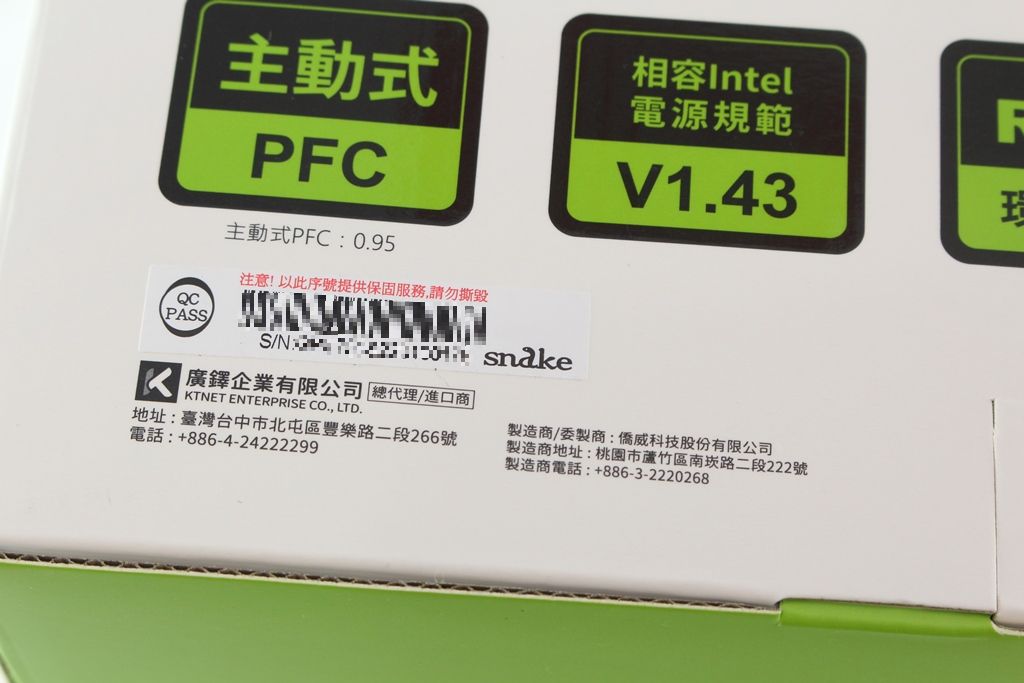 主動式
PFC
主動式PFC：0.95
相容Intel
電源規範
V1.43
R
環
QC
PASS
注意! 以此序號提供保固服務,請勿撕毀
S/N:
snake
廣鐸企業有限公司 總代理/進口商
KTNET ENTERPRISE CO., LTD.
地址：臺灣台中市北屯區豐樂路二段266號
電話：+886-4-24222299
製造商/委製商：僑威科技股份有限公司
製造商地址：桃園市蘆竹區南崁路二段222號
製造商電話：+886-3-2220268